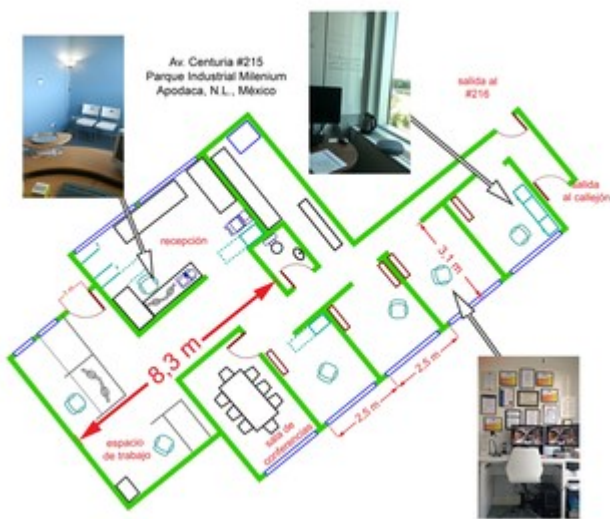 Av. Centuria #215
Parque Industrial Milenium
Apodaca, N.L., México
salida al
#216
salida
al callejón
recepción
3,1 m
8,3 m
2,5 m
2,5 m
sala de
conferencias
espacio
de trabajo